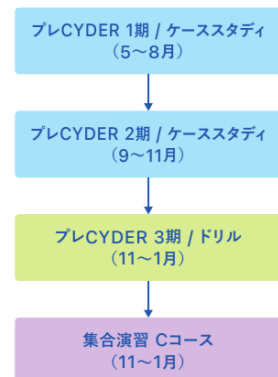 プレCYDER 1期 / ケーススタディ
（5〜8月）
プレCYDER 2期 / ケーススタディ
（9〜11月）
プレCYDER 3期 / ドリル
（11〜1月）
集合演習 Cコース
（11〜1月）